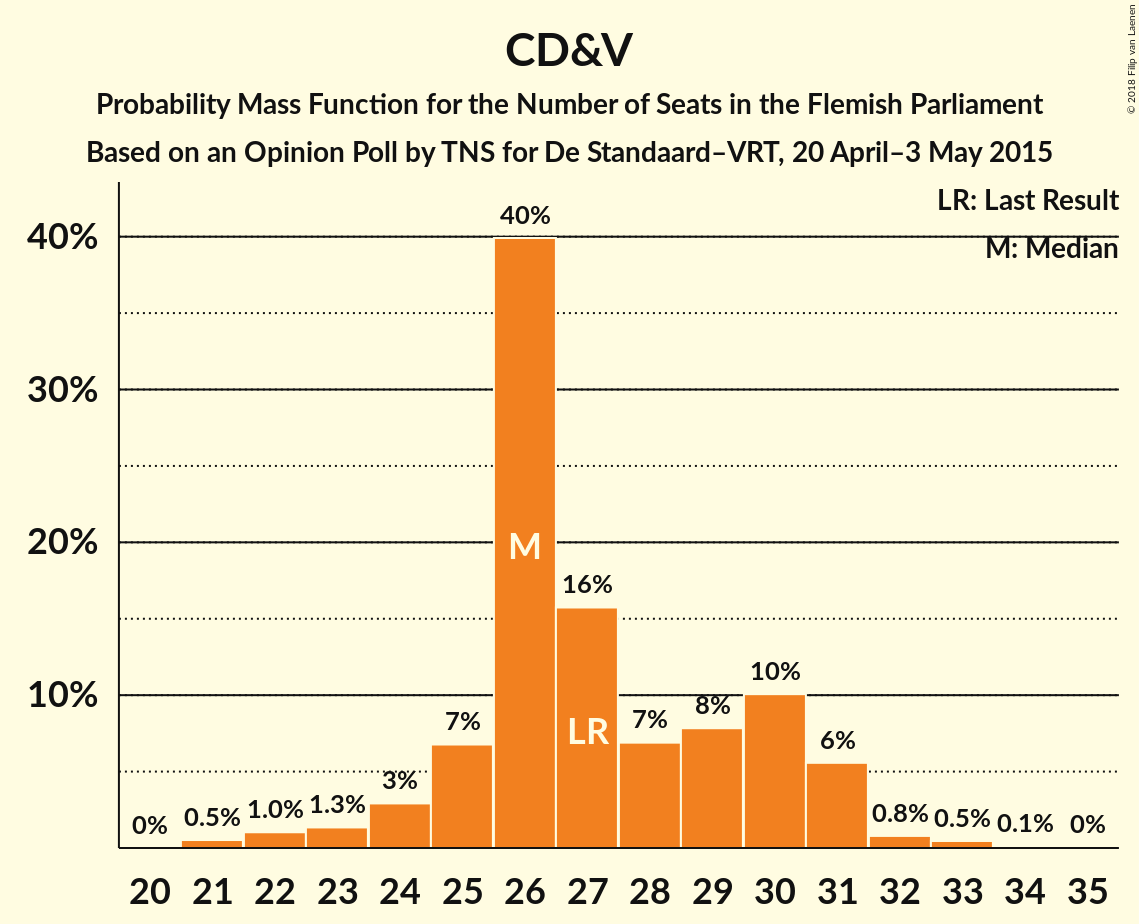 CD&V
Probability Mass Function for the Number of Seats in the Flemish Parliament
Based on an Opinion Poll by TNS for De Standaard–VRT, 20 April–3 May 2015
© 2018 Filip van Laenen
LR: Last Result
M: Median
40%
30%
20%
10%
0%
0.5%
1.0%
1.3%
3%
7%
40%
M
16%
LR
7%
8%
10%
6%
0.8%
0.5%
0.1%
0%
20 21 22 23 24 25 26 27 28 29 30 31 32 33 34 35